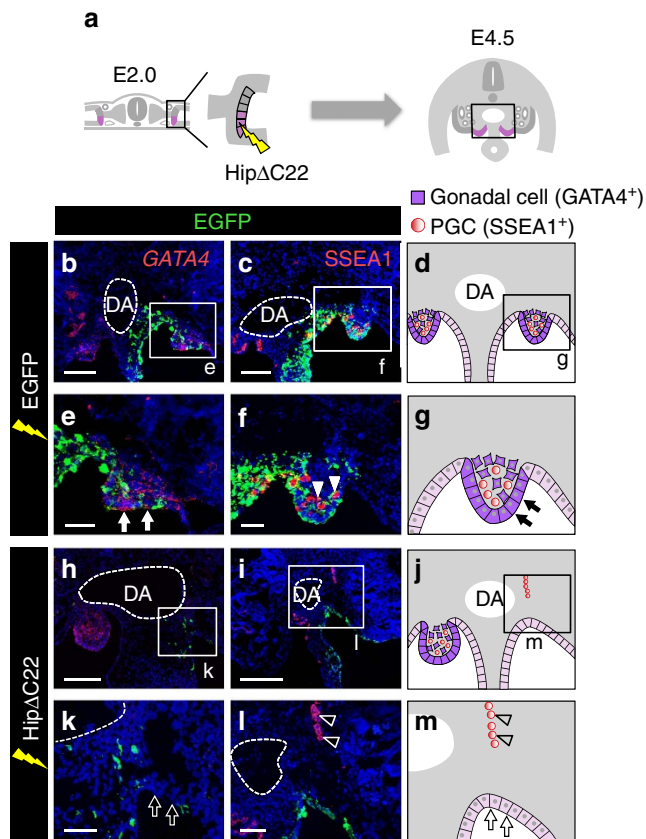 a
E2.0
E4.5
HipΔC22
Gonadal cell (GATA4⁺)
PGC (SSEA1⁺)
EGFP
EGFP
b
GATA4
DA
e
c
SSEA1
DA
f
d
DA
g
e
f
g
HipΔC22
h
DA
k
i
DA
l
j
DA
m
k
l
m